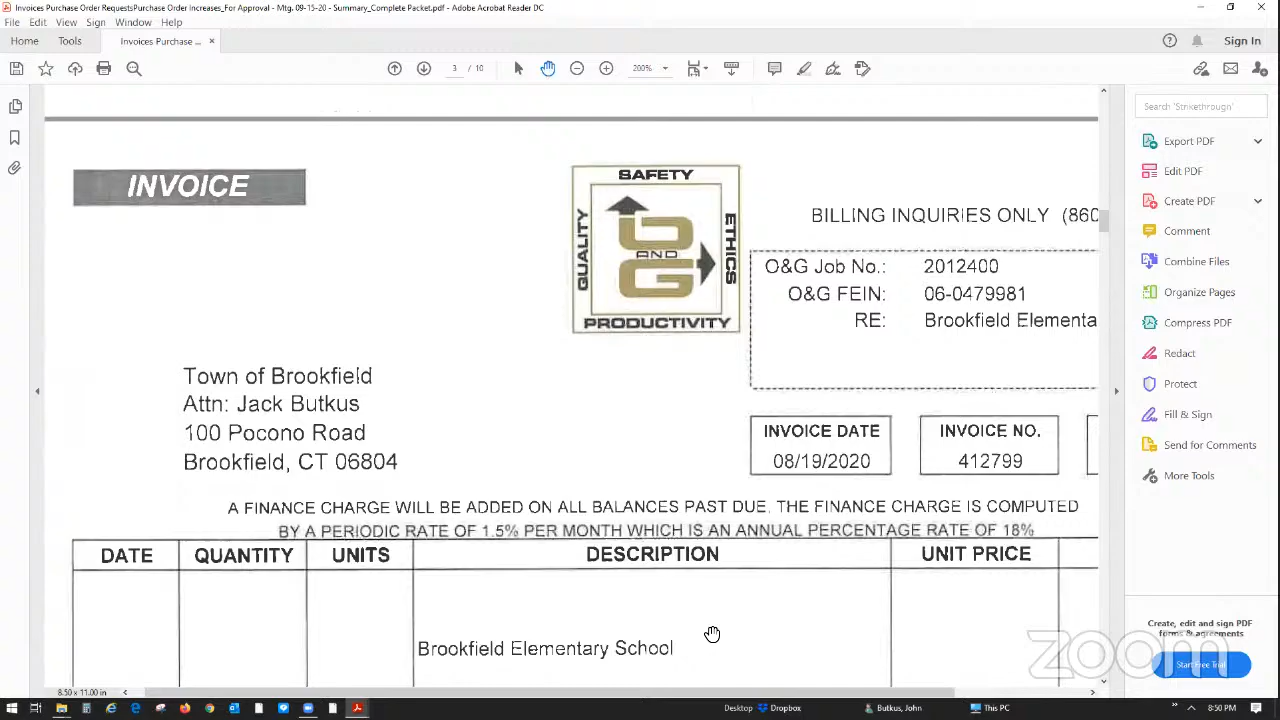 Invoices Purchase Order RequestsPurchase Order Increases_For Approval - Mtg. 09-15-20 - Summary_Complete Packet.pdf - Adobe Acrobat Reader DC
File Edit View Sign Window Help
Home Tools Invoices Purchase ... × Sign In
3 / 10 200%
Search 'Strikethrough'
Export PDF
Edit PDF
Create PDF
Comment
Combine Files
Organize Pages
Compress PDF
Redact
Protect
Fill & Sign
Send for Comments
More Tools
INVOICE
SAFETY
QUALITY
ETHICS
O
AND
G
PRODUCTIVITY
BILLING INQUIRIES ONLY (860
O&G Job No.: 2012400
O&G FEIN: 06-0479981
RE: Brookfield Elementa
Town of Brookfield
Attn: Jack Butkus
100 Pocono Road
Brookfield, CT 06804
INVOICE DATE INVOICE NO.
08/19/2020 412799
A FINANCE CHARGE WILL BE ADDED ON ALL BALANCES PAST DUE, THE FINANCE CHARGE IS COMPUTED
BY A PERIODIC RATE OF 1.5% PER MONTH WHICH IS AN ANNUAL PERCENTAGE RATE OF 18%
DATE QUANTITY UNITS DESCRIPTION UNIT PRICE
Brookfield Elementary School
Create, edit and sign PDF
forms & agreements
Start Free Trial
zoom
8.50 x 11.00 in
Desktop Dropbox Butkus, John This PC 8:50 PM